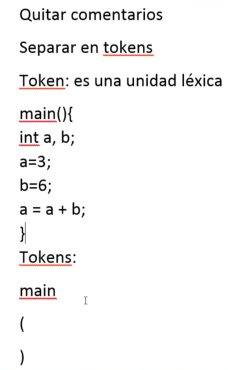 Quitar comentarios
Separar en tokens
Token: es una unidad léxica
main(){
int a, b;
a=3;
b=6;
a = a + b;
}
Tokens:
main
(
)